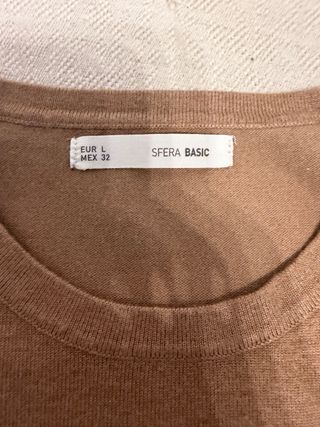 EUR L
MEX 32
SFERA BASIC